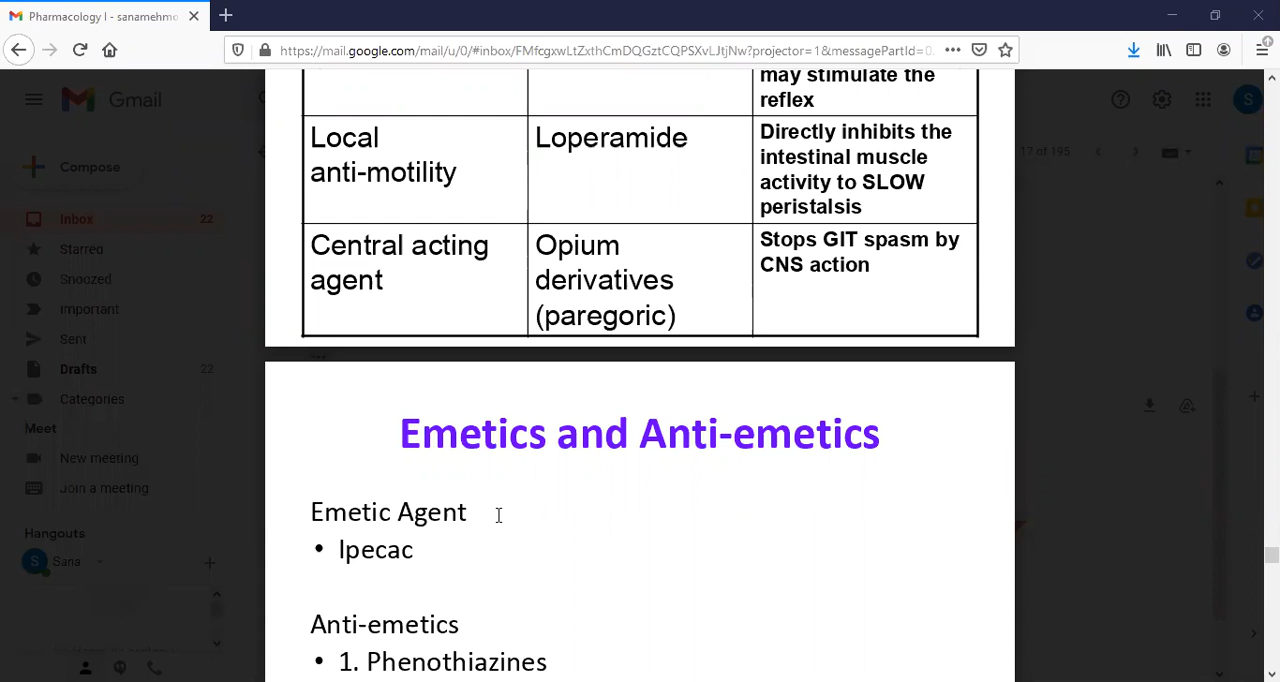 Pharmacology I - sanamehmo
https://mail.google.com/mail/u/0/#inbox/FMfcgxwLtZxthCmDQGztCQPSXvLJtjNw?projector=1&messagePartId=0.
Gmail
Compose
Inbox 22
Starred
Snoozed
Important
Sent
Drafts 22
Categories
Meet
New meeting
Join a meeting
Hangouts
S Sana
S
17 of 195
may stimulate the
reflex
Local
anti-motility
Loperamide
Directly inhibits the
intestinal muscle
activity to SLOW
peristalsis
Central acting
agent
Opium
derivatives
(paregoric)
Stops GIT spasm by
CNS action
Emetics and Anti-emetics
Emetic Agent
• Ipecac
Anti-emetics
• 1. Phenothiazines